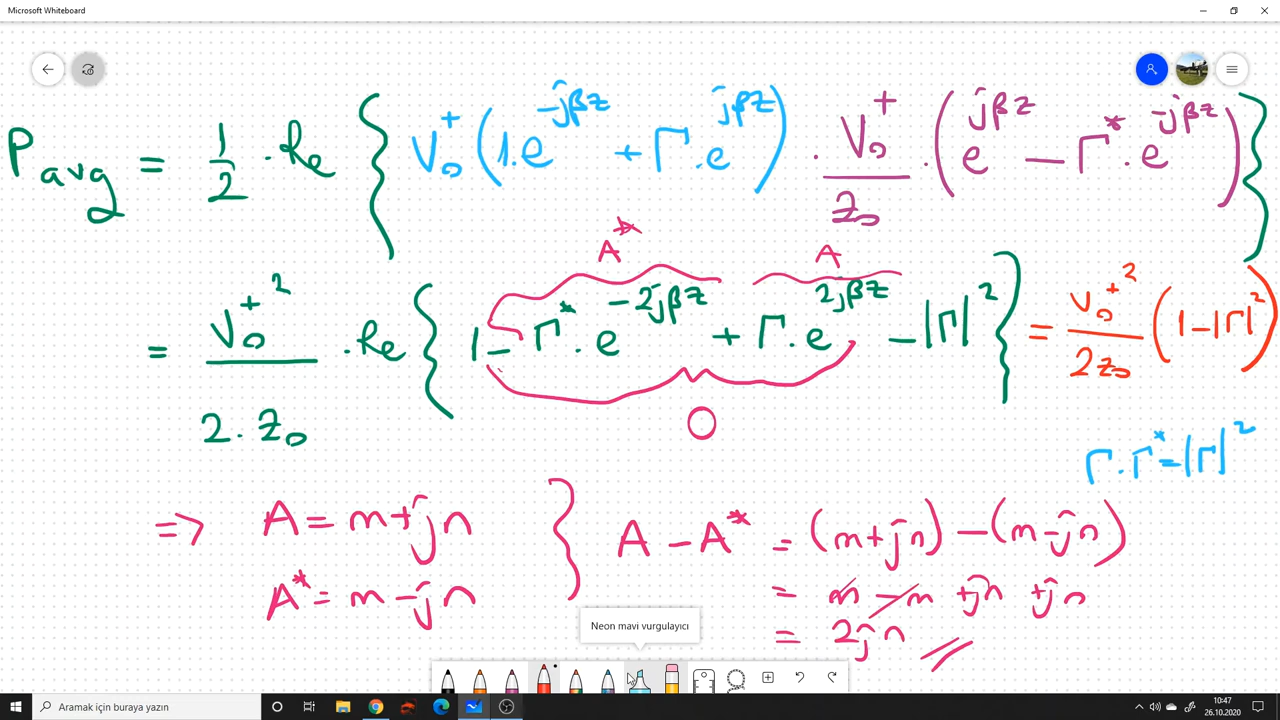 Microsoft Whiteboard
P_avg = 1/2 · Re { V₀⁺ (1.e^(-jβz) + Γ.e^(jβz)) · V₀⁺/Z₀ · (e^(jβz) − Γ*.e^(-jβz)) }
A* A
= V₀⁺²/2.Z₀ · Re { 1 − Γ*.e^(-2jβz) + Γ.e^(2jβz) − |Γ|² } = V₀⁺²/2Z₀ (1−|Γ|²)
0
Γ.Γ* = |Γ|²
=> A = m+jn } A − A* = (m+jn) − (m−jn)
A* = m−jn = m − m + jn + jn
= 2jn //
Neon mavi vurgulayıcı
Aramak için buraya yazın
10:47
26.10.2020